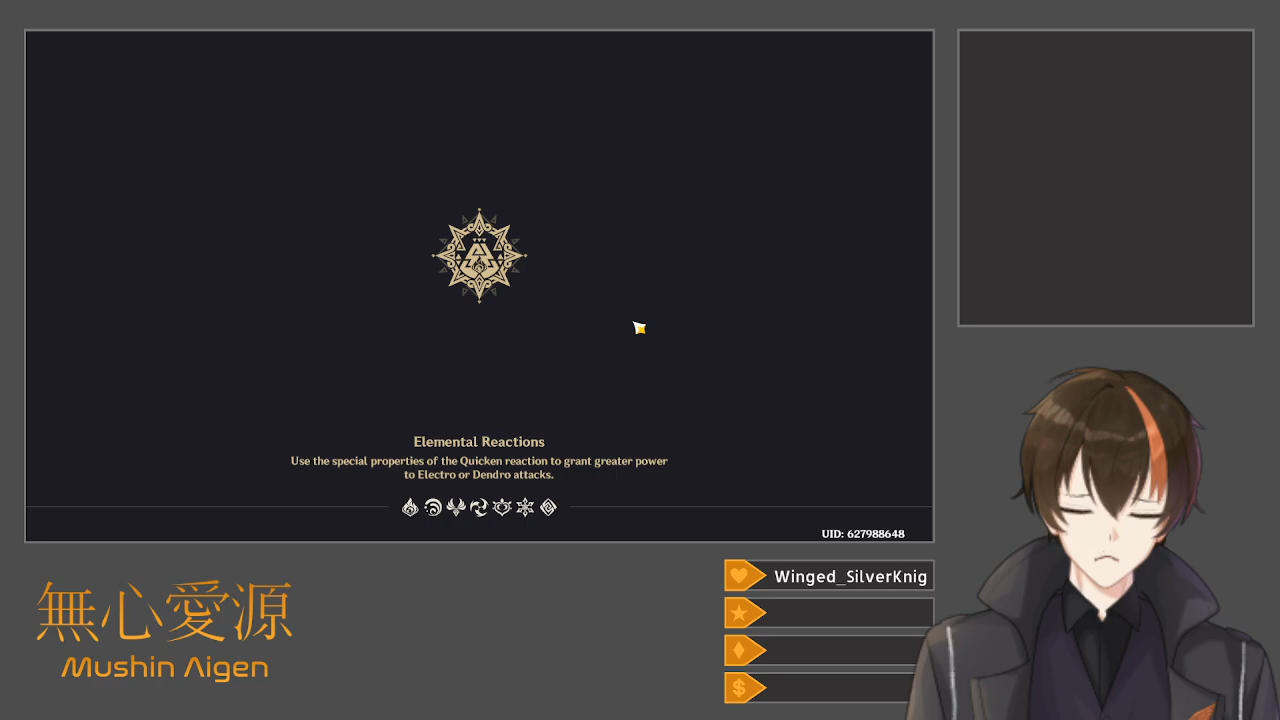 Elemental Reactions
Use the special properties of the Quicken reaction to grant greater power
to Electro or Dendro attacks.
UID: 627988648
Winged_SilverKnig
無心愛源
Mushin Aigen